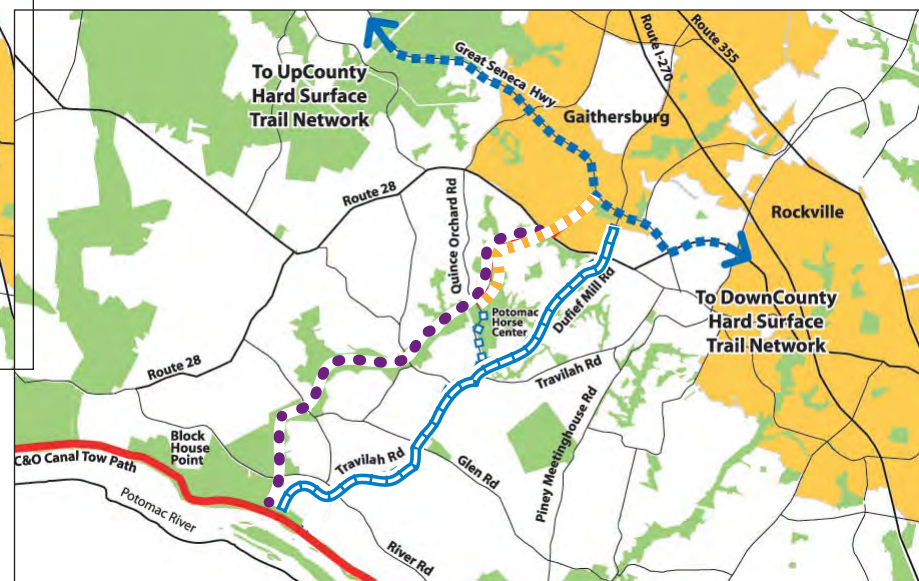 Route 355
Route I-270
Great Seneca Hwy
To UpCounty
Hard Surface
Trail Network
Gaithersburg
Route 28
Quince Orchard Rd
Rockville
Dufief Mill Rd
Potomac
Horse
Center
To DownCounty
Hard Surface
Trail Network
Route 28
Travilah Rd
Piney Meetinghouse Rd
Block
House
Point
Travilah Rd
C&O Canal Tow Path
Glen Rd
Potomac River
River Rd